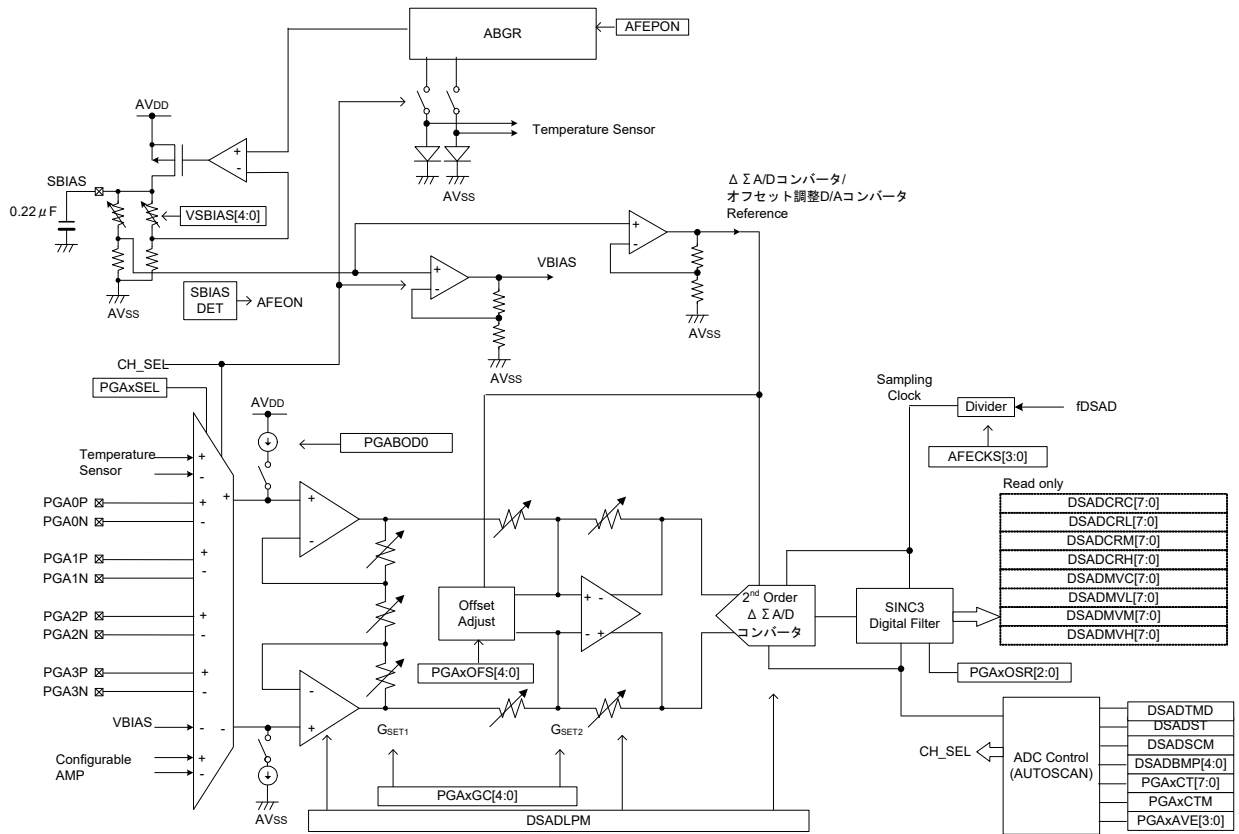 ABGR
AFEPON
AVDD
SBIAS
0.22μF
VSBIAS[4:0]
AVSS
Temperature Sensor
AVSS
ΔΣA/Dコンバータ/
オフセット調整D/Aコンバータ
Reference
VBIAS
SBIAS
DET
AFEON
AVSS
AVSS
CH_SEL
PGAxSEL
AVDD
PGABOD0
Sampling
Clock
Divider
fDSAD
AFECKS[3:0]
Temperature
Sensor
PGA0P
PGA0N
PGA1P
PGA1N
PGA2P
PGA2N
PGA3P
PGA3N
VBIAS
Configurable
AMP
AVSS
Offset
Adjust
PGAxOFS[4:0]
GSET1
GSET2
PGAxGC[4:0]
DSADLPM
2nd Order
ΔΣA/D
コンバータ
SINC3
Digital Filter
PGAxOSR[2:0]
Read only
DSADCRC[7:0]
DSADCRL[7:0]
DSADCRM[7:0]
DSADCRH[7:0]
DSADMVC[7:0]
DSADMVL[7:0]
DSADMVM[7:0]
DSADMVH[7:0]
CH_SEL
ADC Control
(AUTOSCAN)
DSADTMD
DSADST
DSADSCM
DSADBMP[4:0]
PGAxCT[7:0]
PGAxCTM
PGAxAVE[3:0]